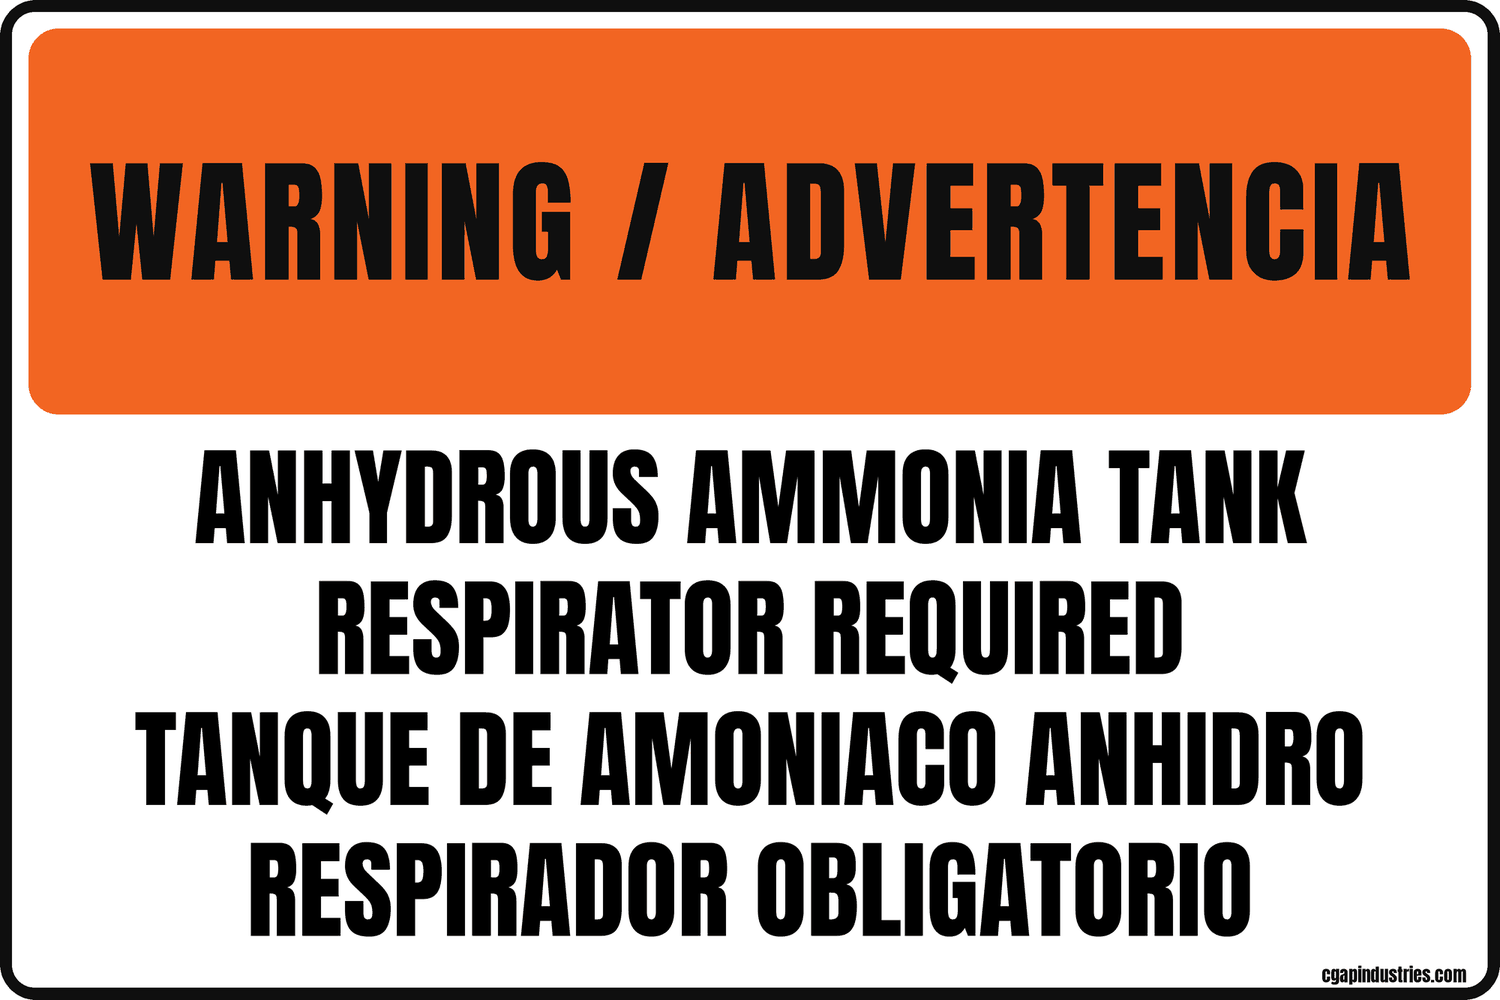 WARNING / ADVERTENCIA
ANHYDROUS AMMONIA TANK
RESPIRATOR REQUIRED
TANQUE DE AMONIACO ANHIDRO
RESPIRADOR OBLIGATORIO
cgapindustries.com